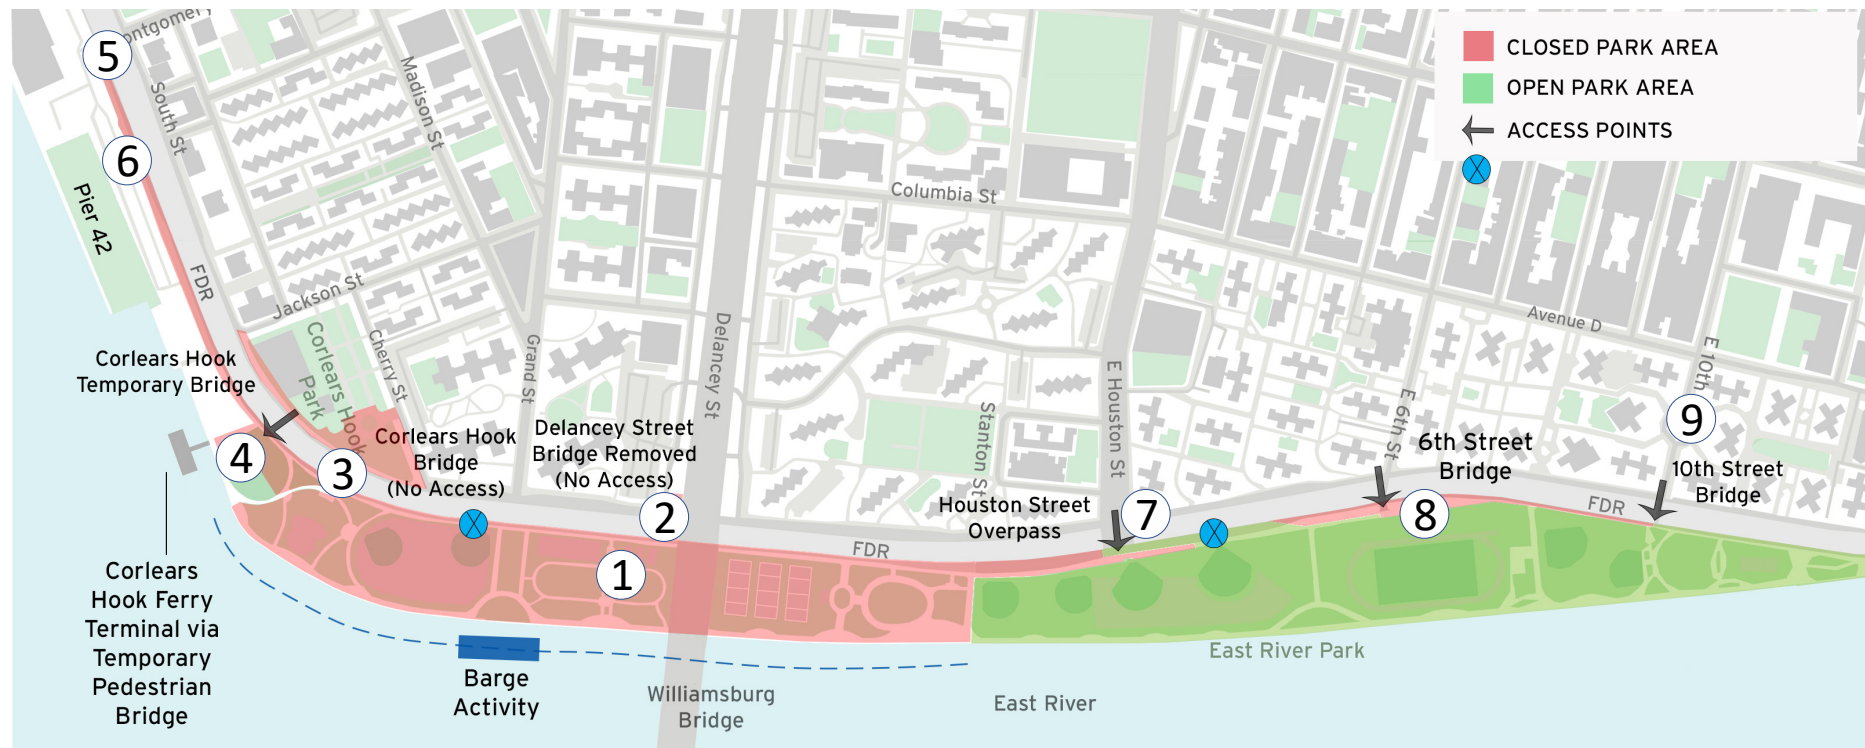 CLOSED PARK AREA
OPEN PARK AREA
ACCESS POINTS
5
ontgomery
South St
Madison St
6
Pier 42
FDR
Columbia St
Jackson St
Corlears Hook
Park
Cherry St
Grand St
Delancey St
Avenue D
E 10th
E Houston St
E 6th St
Stanton St
Corlears Hook
Temporary Bridge
4
3
Corlears Hook
Bridge
(No Access)
Delancey Street
Bridge Removed
(No Access)
2
1
Houston Street
Overpass
7
6th Street
Bridge
8
9
10th Street
Bridge
FDR
FDR
Corlears
Hook Ferry
Terminal via
Temporary
Pedestrian
Bridge
Barge
Activity
Williamsburg
Bridge
East River
East River Park